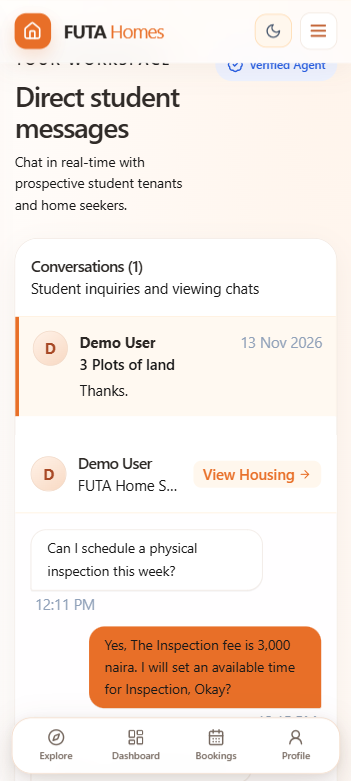 FUTA Homes
YOUR WORKSPACE
Verified Agent
Direct student
messages
Chat in real-time with
prospective student tenants
and home seekers.
Conversations (1)
Student inquiries and viewing chats
D
Demo User
13 Nov 2026
3 Plots of land
Thanks.
D
Demo User
FUTA Home S...
View Housing →
Can I schedule a physical
inspection this week?
12:11 PM
Yes, The Inspection fee is 3,000
naira. I will set an available time
for Inspection, Okay?
Explore
Dashboard
Bookings
Profile